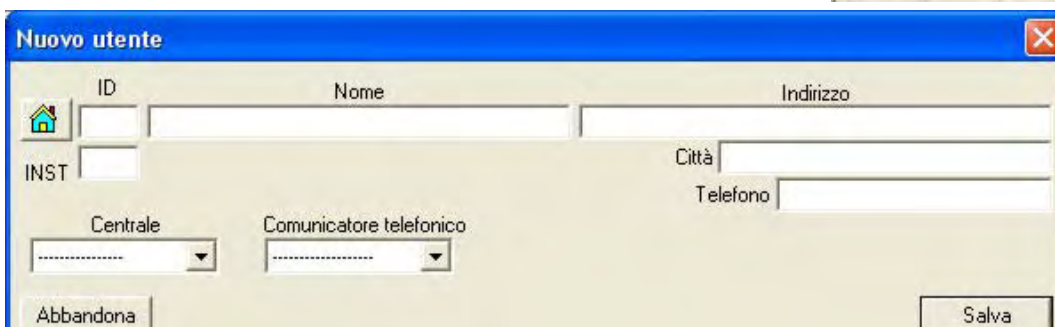 Nuovo utente
ID Nome Indirizzo
INST Città
Telefono
Centrale Comunicatore telefonico
---------------- ------------------
Abbandona Salva